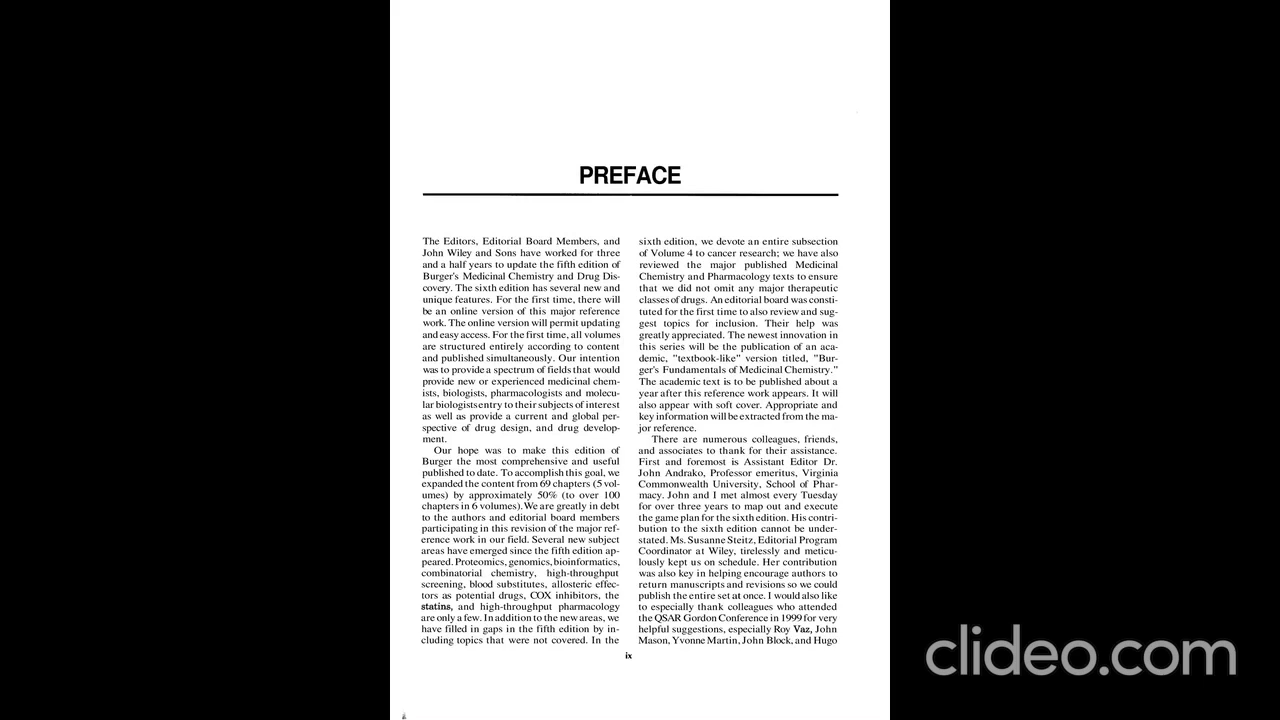 PREFACE
The Editors, Editorial Board Members, and
John Wiley and Sons have worked for three
and a half years to update the fifth edition of
Burger's Medicinal Chemistry and Drug Dis-
covery. The sixth edition has several new and
unique features. For the first time, there will
be an online version of this major reference
work. The online version will permit updating
and easy access. For the first time, all volumes
are structured entirely according to content
and published simultaneously. Our intention
was to provide a spectrum of fields that would
provide new or experienced medicinal chem-
ists, biologists, pharmacologists and molecu-
lar biologists entry to their subjects of interest
as well as provide a current and global per-
spective of drug design, and drug develop-
ment.
Our hope was to make this edition of
Burger the most comprehensive and useful
published to date. To accomplish this goal, we
expanded the content from 69 chapters (5 vol-
umes) by approximately 50% (to over 100
chapters in 6 volumes). We are greatly in debt
to the authors and editorial board members
participating in this revision of the major ref-
erence work in our field. Several new subject
areas have emerged since the fifth edition ap-
peared. Proteomics, genomics, bioinformatics,
combinatorial chemistry, high-throughput
screening, blood substitutes, allosteric effec-
tors as potential drugs, COX inhibitors, the
statins, and high-throughput pharmacology
are only a few. In addition to the new areas, we
have filled in gaps in the fifth edition by in-
cluding topics that were not covered. In the
sixth edition, we devote an entire subsection
of Volume 4 to cancer research; we have also
reviewed the major published Medicinal
Chemistry and Pharmacology texts to ensure
that we did not omit any major therapeutic
classes of drugs. An editorial board was consti-
tuted for the first time to also review and sug-
gest topics for inclusion. Their help was
greatly appreciated. The newest innovation in
this series will be the publication of an aca-
demic, "textbook-like" version titled, "Bur-
ger's Fundamentals of Medicinal Chemistry."
The academic text is to be published about a
year after this reference work appears. It will
also appear with soft cover. Appropriate and
key information will be extracted from the ma-
jor reference.
There are numerous colleagues, friends,
and associates to thank for their assistance.
First and foremost is Assistant Editor Dr.
John Andrako, Professor emeritus, Virginia
Commonwealth University, School of Phar-
macy. John and I met almost every Tuesday
for over three years to map out and execute
the game plan for the sixth edition. His contri-
bution to the sixth edition cannot be under-
stated. Ms. Susanne Steitz, Editorial Program
Coordinator at Wiley, tirelessly and meticu-
lously kept us on schedule. Her contribution
was also key in helping encourage authors to
return manuscripts and revisions so we could
publish the entire set at once. I would also like
to especially thank colleagues who attended
the QSAR Gordon Conference in 1999 for very
helpful suggestions, especially Roy Vaz, John
Mason, Yvonne Martin, John Block, and Hugo
ix
clideo.com